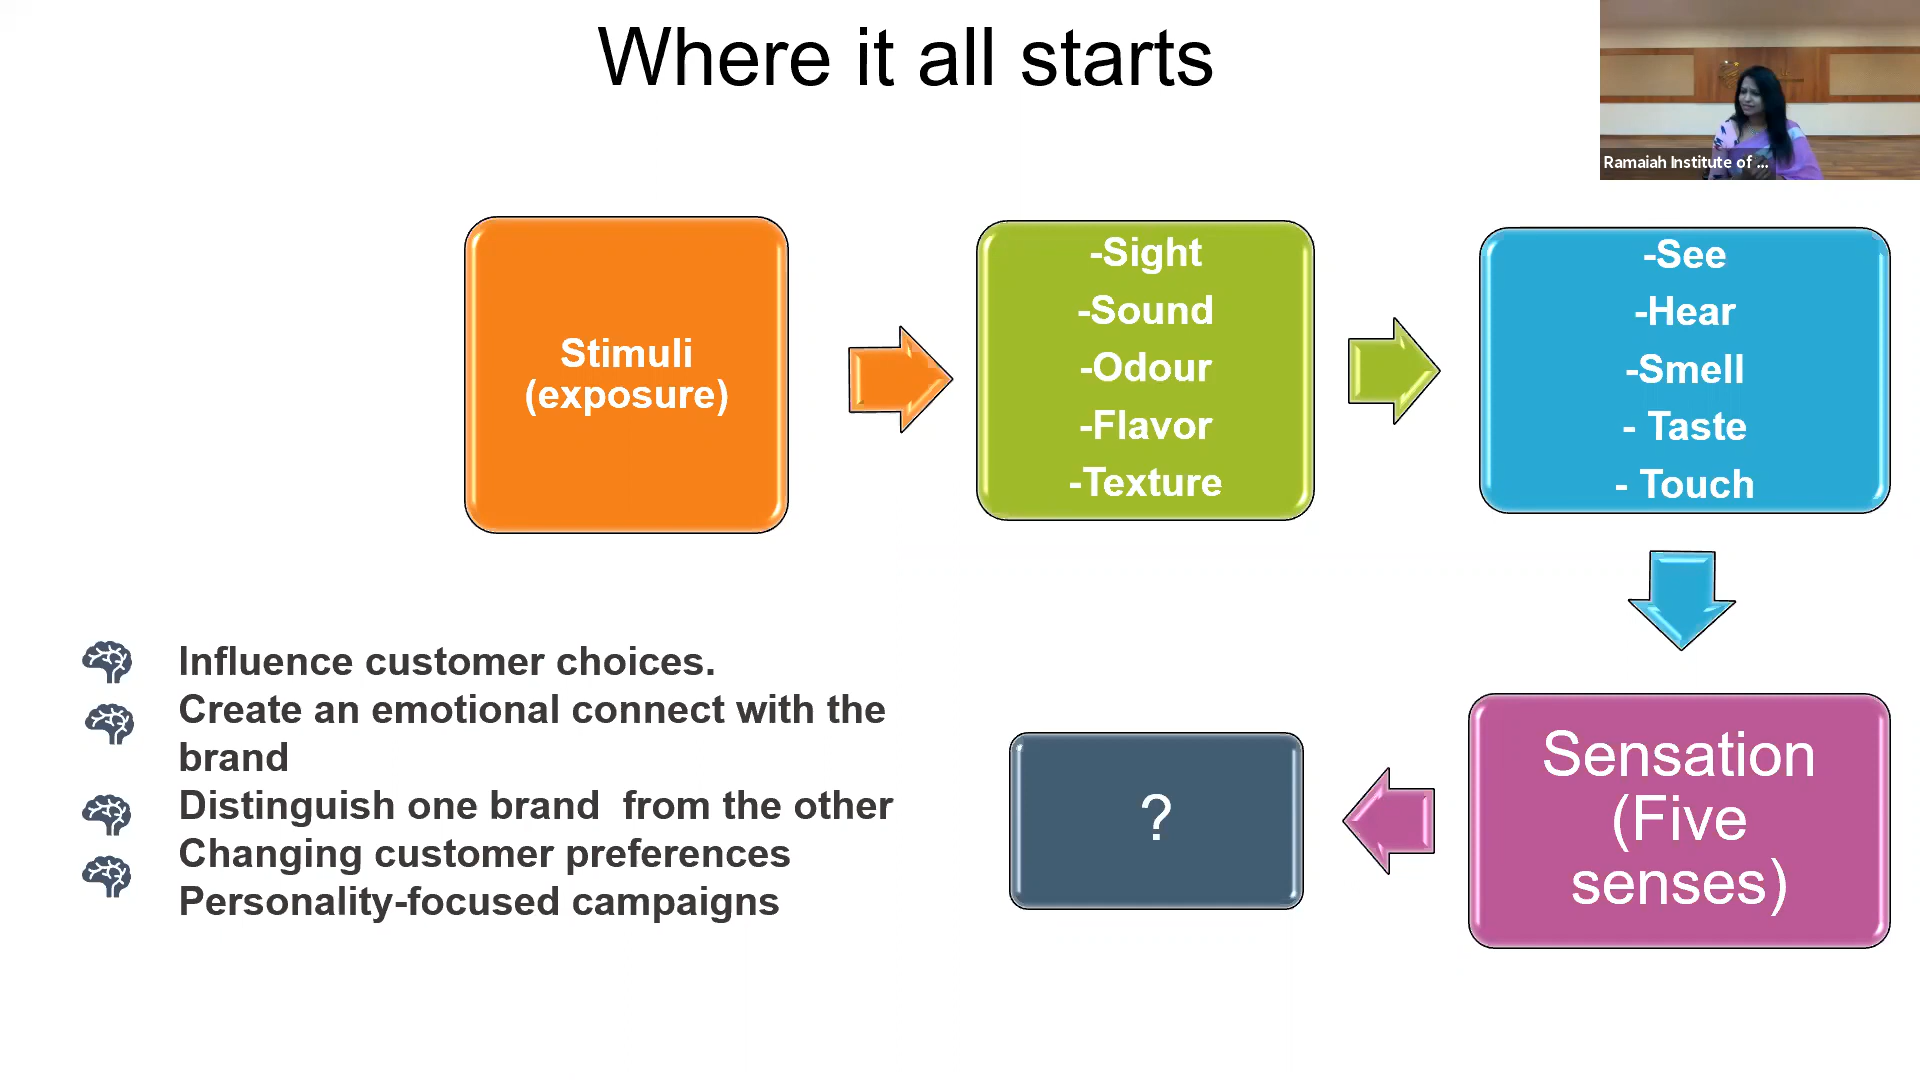 Where it all starts
Ramaiah Institute of ...
Stimuli
(exposure)
-Sight
-Sound
-Odour
-Flavor
-Texture
-See
-Hear
-Smell
- Taste
- Touch
Sensation
(Five
senses)
?
Influence customer choices.
Create an emotional connect with the
brand
Distinguish one brand  from the other
Changing customer preferences
Personality-focused campaigns